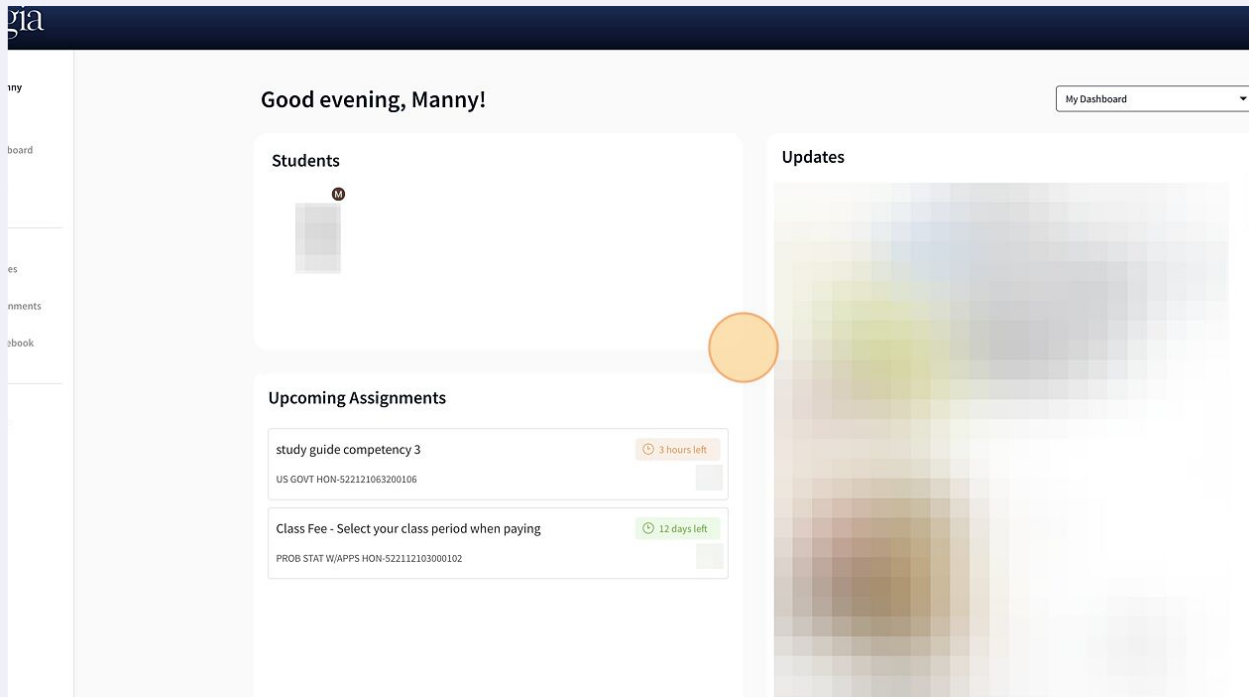 gia
nny
board
es
nments
ebook
Good evening, Manny!
My Dashboard
Students
M
Upcoming Assignments
study guide competency 3
3 hours left
US GOVT HON-522121063200106
Class Fee - Select your class period when paying
12 days left
PROB STAT W/APPS HON-522112103000102
Updates